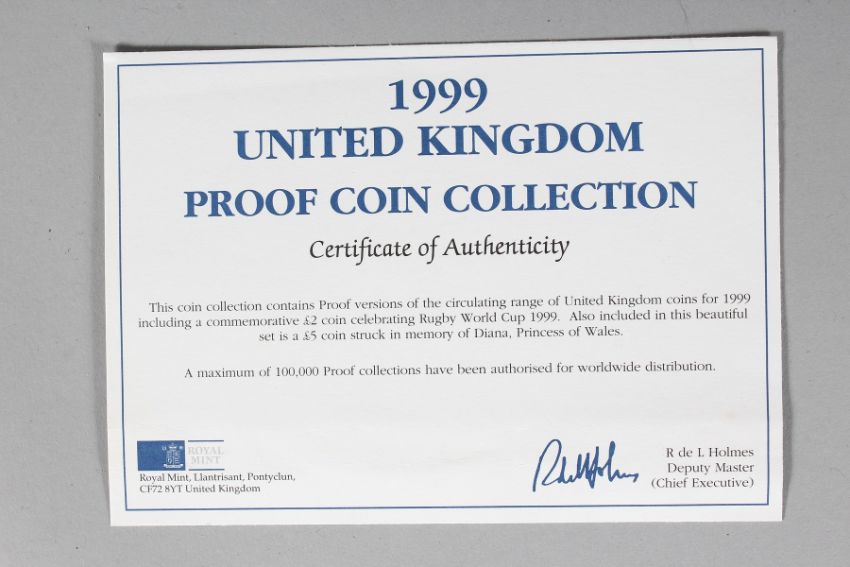 1999
UNITED KINGDOM
PROOF COIN COLLECTION
Certificate of Authenticity
This coin collection contains Proof versions of the circulating range of United Kingdom coins for 1999
including a commemorative £2 coin celebrating Rugby World Cup 1999. Also included in this beautiful
set is a £5 coin struck in memory of Diana, Princess of Wales.
A maximum of 100,000 Proof collections have been authorised for worldwide distribution.
ROYAL
MINT
Royal Mint, Llantrisant, Pontyclun,
CF72 8YT United Kingdom
R de L Holmes
R de L Holmes
Deputy Master
(Chief Executive)